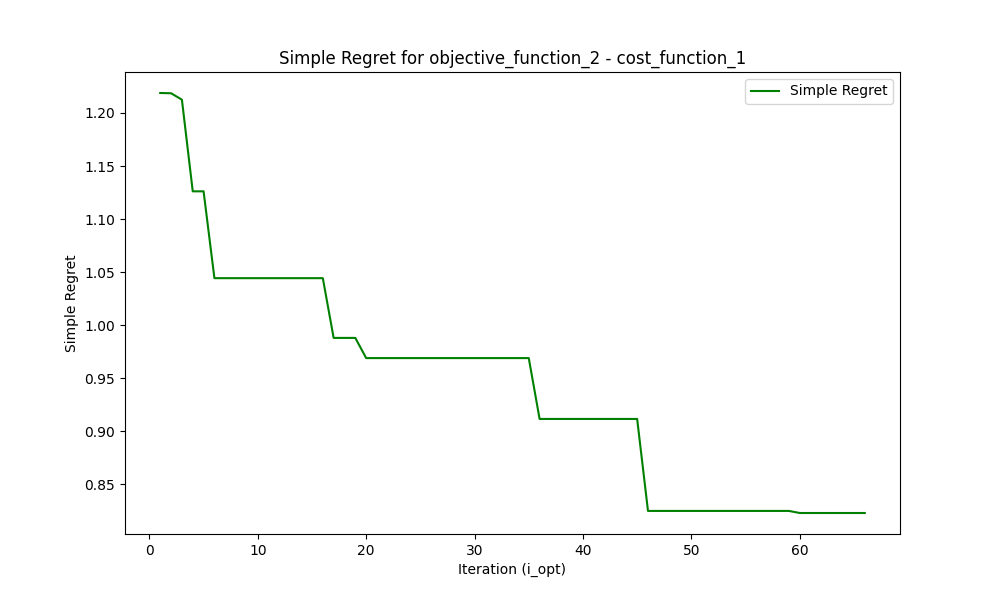 Simple Regret for objective_function_2 - cost_function_1
Simple Regret
1.20
1.15
1.10
1.05
1.00
0.95
0.90
0.85
Simple Regret
0 10 20 30 40 50 60
Iteration (i_opt)